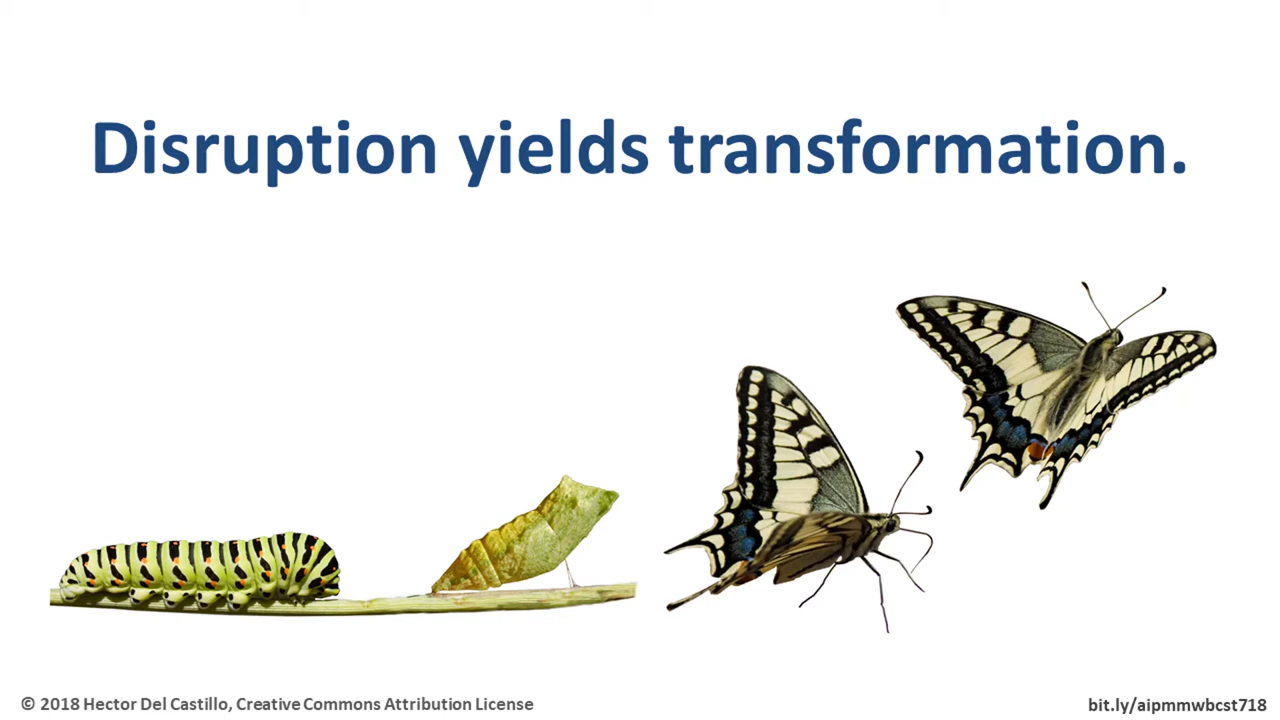 Disruption yields transformation.
© 2018 Hector Del Castillo, Creative Commons Attribution License
bit.ly/aipmmwbcst718